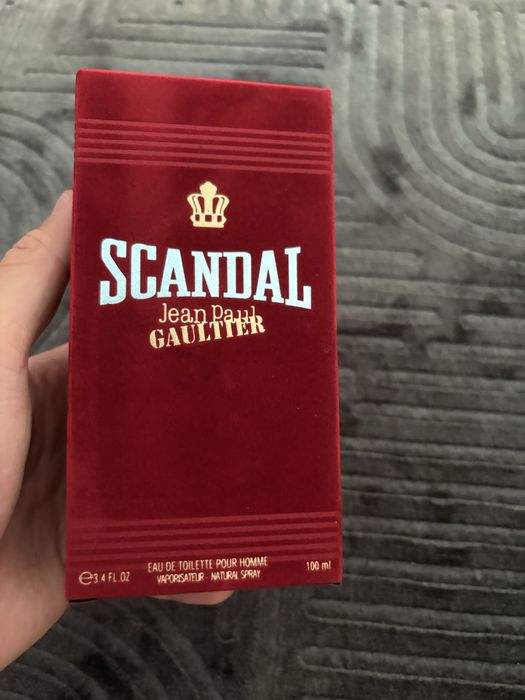 SCANDAL
Jean Paul
GAULTIER
EAU DE TOILETTE POUR HOMME
℮3.4 FL.OZ VAPORISATEUR · NATURAL SPRAY 100 ml